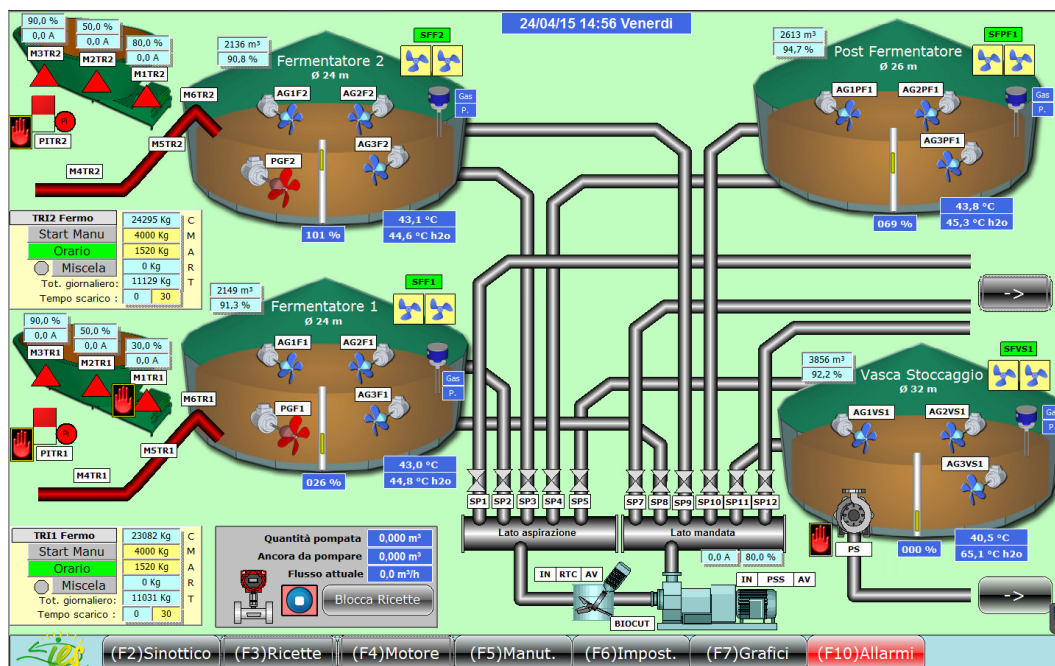 24/04/15 14:56 Venerdi
90,0 %
0,0 A
50,0 %
0,0 A
80,0 %
0,0 A
M3TR2
M2TR2
M1TR2
M6TR2
M5TR2
M4TR2
PI
PITR2
2136 m³
90,8 %
Fermentatore 2
Ø 24 m
SFF2
AG1F2
AG2F2
AG3F2
PGF2
Gas
P.
101 %
43,1 °C
44,6 °C h2o
2613 m³
94,7 %
Post Fermentatore
Ø 26 m
SFPF1
AG1PF1
AG2PF1
AG3PF1
Gas
P.
069 %
43,8 °C
45,3 °C h2o
TRI2 Fermo
Start Manu
Orario
Miscela
Tot. giornaliero:
Tempo scarico :
24295 Kg
4000 Kg
1520 Kg
0 Kg
11129 Kg
0
30
C
M
A
R
T
90,0 %
0,0 A
50,0 %
0,0 A
30,0 %
0,0 A
M3TR1
M2TR1
M1TR1
M6TR1
M5TR1
M4TR1
PI
PITR1
2149 m³
91,3 %
Fermentatore 1
Ø 24 m
SFF1
AG1F1
AG2F1
AG3F1
PGF1
Gas
P.
026 %
43,0 °C
44,8 °C h2o
->
3856 m³
92,2 %
Vasca Stoccaggio
Ø 32 m
SFVS1
AG1VS1
AG2VS1
AG3VS1
P.
000 %
40,5 °C
65,1 °C h2o
PS
->
SP1
SP2
SP3
SP4
SP5
SP7
SP8
SP9
SP10
SP11
SP12
Lato aspirazione
Lato mandata
0,0 A
80,0 %
IN
RTC
AV
IN
PSS
AV
BIOCUT
TRI1 Fermo
Start Manu
Orario
Miscela
Tot. giornaliero:
Tempo scarico :
23082 Kg
4000 Kg
1520 Kg
0 Kg
11031 Kg
0
30
C
M
A
R
T
Quantità pompata
0,000 m³
Ancora da pompare
0,000 m³
Flusso attuale
0,0 m³/h
Blocca Ricette
ies
(F2)Sinottico
(F3)Ricette
(F4)Motore
(F5)Manut.
(F6)Impost.
(F7)Grafici
(F10)Allarmi